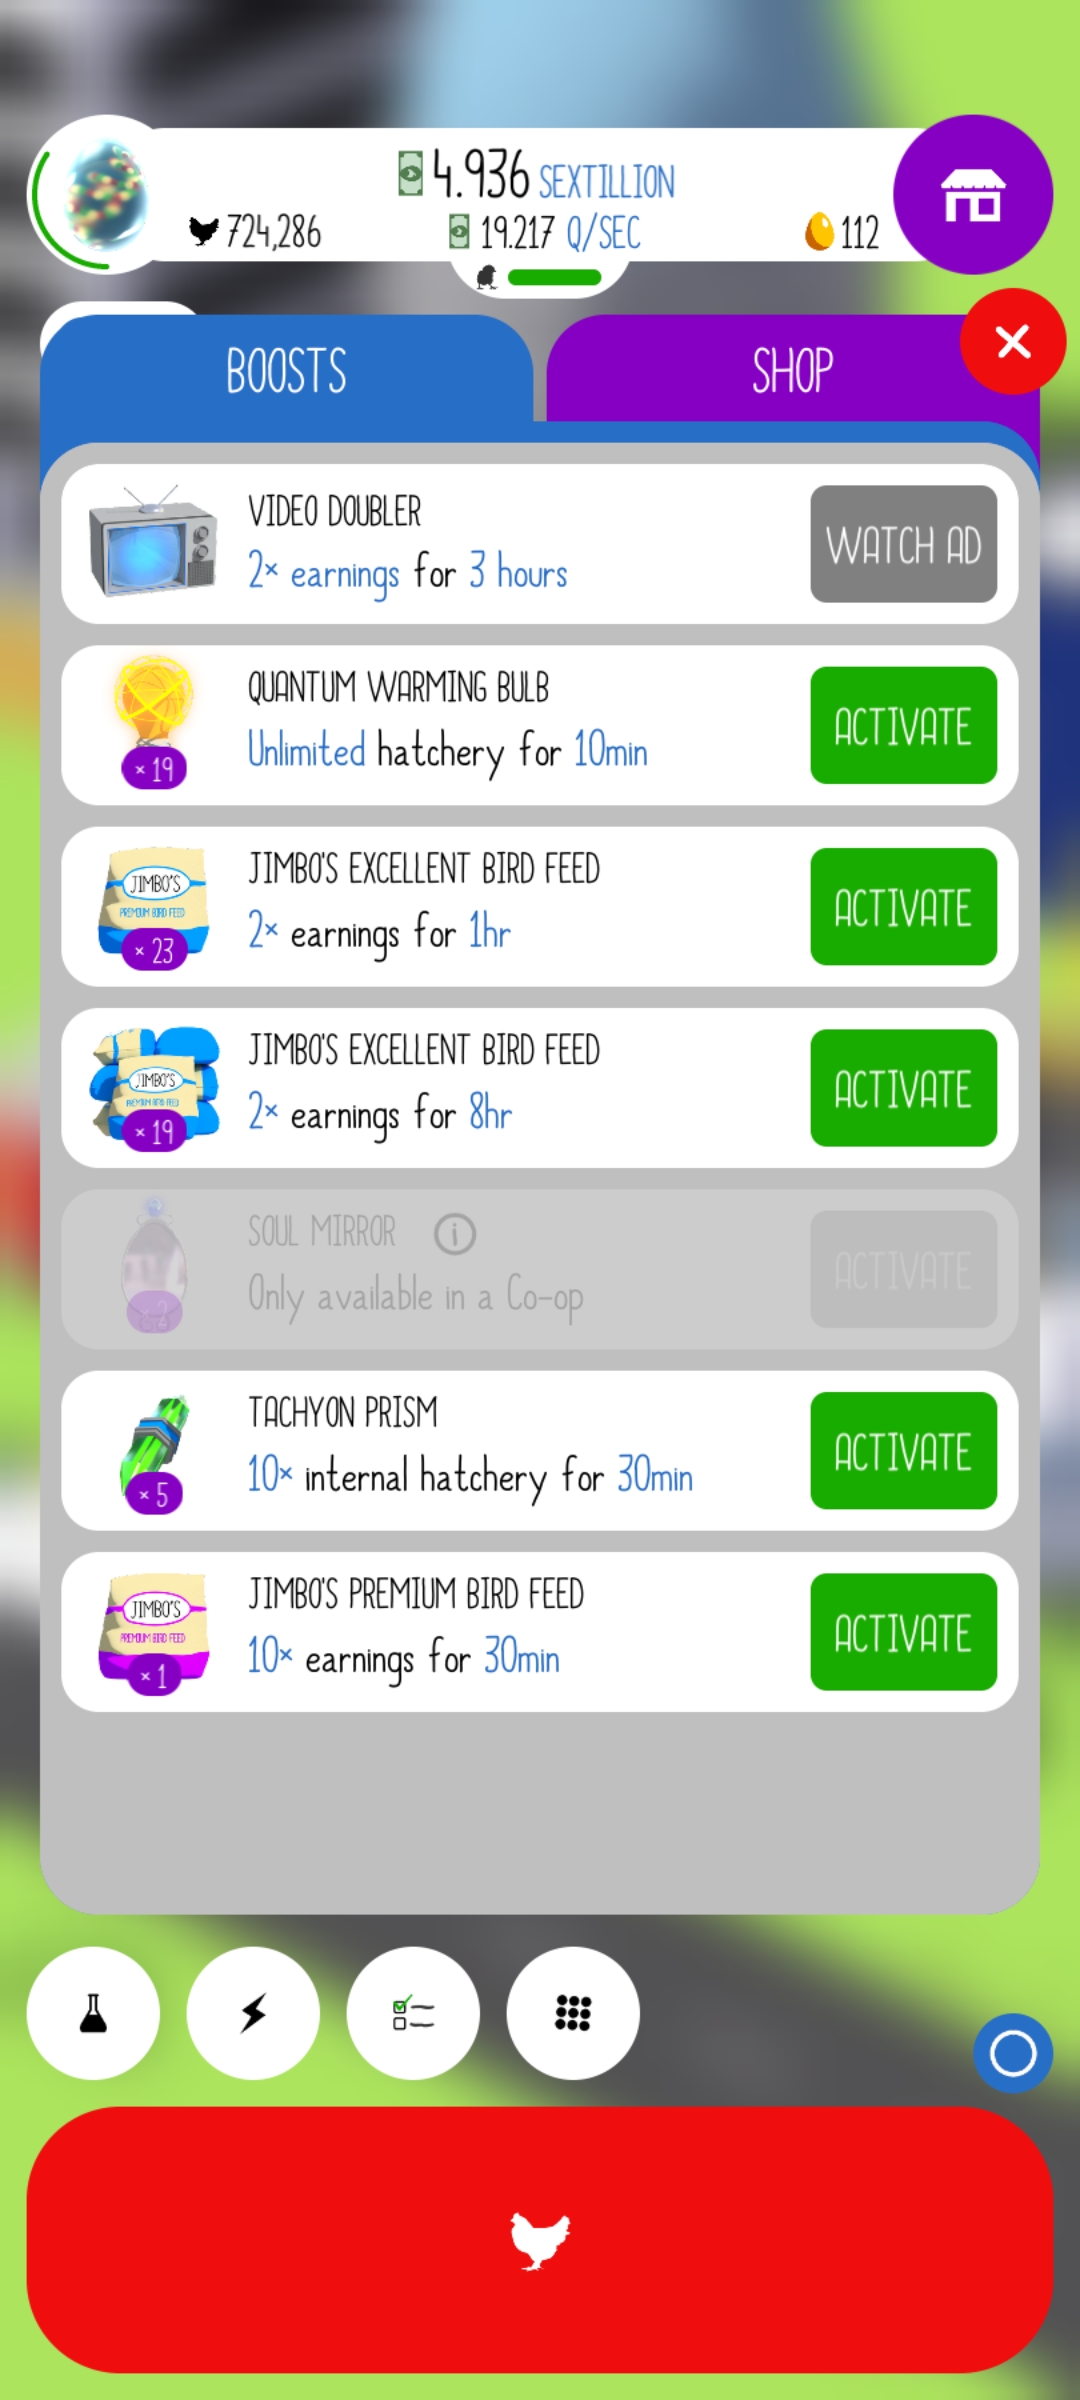 4.936 SEXTILLION
724,286
19.217 Q/SEC
112
BOOSTS
SHOP
VIDEO DOUBLER
2× earnings for 3 hours
WATCH AD
QUANTUM WARMING BULB
Unlimited hatchery for 10min
× 19
ACTIVATE
JIMBO'S
PREMIUM BIRD FEED
× 23
JIMBO'S EXCELLENT BIRD FEED
2× earnings for 1hr
ACTIVATE
JIMBO'S
PREMIUM BIRD FEED
× 19
JIMBO'S EXCELLENT BIRD FEED
2× earnings for 8hr
ACTIVATE
SOUL MIRROR i
Only available in a Co-op
× 2
ACTIVATE
TACHYON PRISM
10× internal hatchery for 30min
× 5
ACTIVATE
JIMBO'S
PREMIUM BIRD FEED
× 1
JIMBO'S PREMIUM BIRD FEED
10× earnings for 30min
ACTIVATE